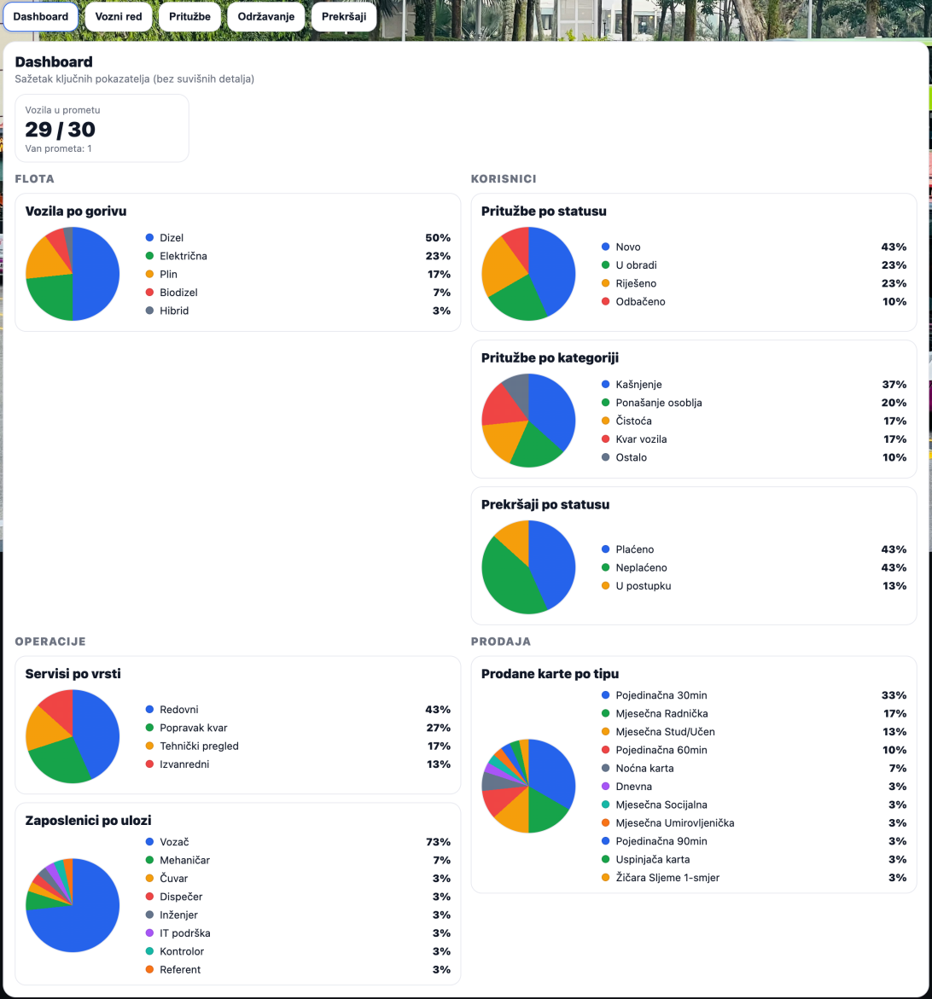 Dashboard
Vozni red
Pritužbe
Održavanje
Prekršaji
Dashboard
Sažetak ključnih pokazatelja (bez suvišnih detalja)
Vozila u prometu
29 / 30
Van prometa: 1
FLOTA
Vozila po gorivu
Dizel 50%
Električna 23%
Plin 17%
Biodizel 7%
Hibrid 3%
KORISNICI
Pritužbe po statusu
Novo 43%
U obradi 23%
Riješeno 23%
Odbačeno 10%
Pritužbe po kategoriji
Kašnjenje 37%
Ponašanje osoblja 20%
Čistoća 17%
Kvar vozila 17%
Ostalo 10%
Prekršaji po statusu
Plaćeno 43%
Neplaćeno 43%
U postupku 13%
OPERACIJE
Servisi po vrsti
Redovni 43%
Popravak kvar 27%
Tehnički pregled 17%
Izvanredni 13%
Zaposlenici po ulozi
Vozač 73%
Mehaničar 7%
Čuvar 3%
Dispečer 3%
Inženjer 3%
IT podrška 3%
Kontrolor 3%
Referent 3%
PRODAJA
Prodane karte po tipu
Pojedinačna 30min 33%
Mjesečna Radnička 17%
Mjesečna Stud/Učen 13%
Pojedinačna 60min 10%
Noćna karta 7%
Dnevna 3%
Mjesečna Socijalna 3%
Mjesečna Umirovljenička 3%
Pojedinačna 90min 3%
Uspinjača karta 3%
Žičara Sljeme 1-smjer 3%